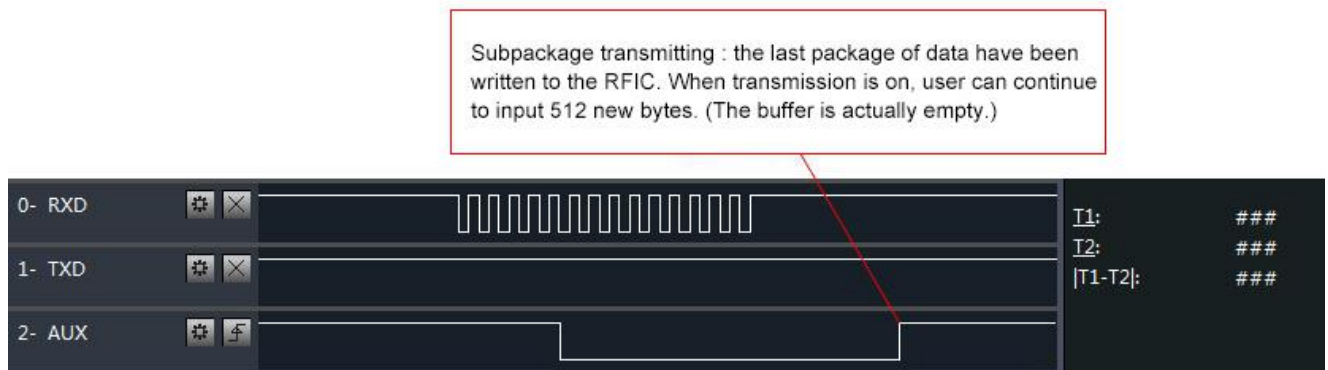 Subpackage transmitting : the last package of data have been
written to the RFIC. When transmission is on, user can continue
to input 512 new bytes. (The buffer is actually empty.)
0- RXD
T1: ###
T2: ###
1- TXD
|T1-T2|: ###
2- AUX